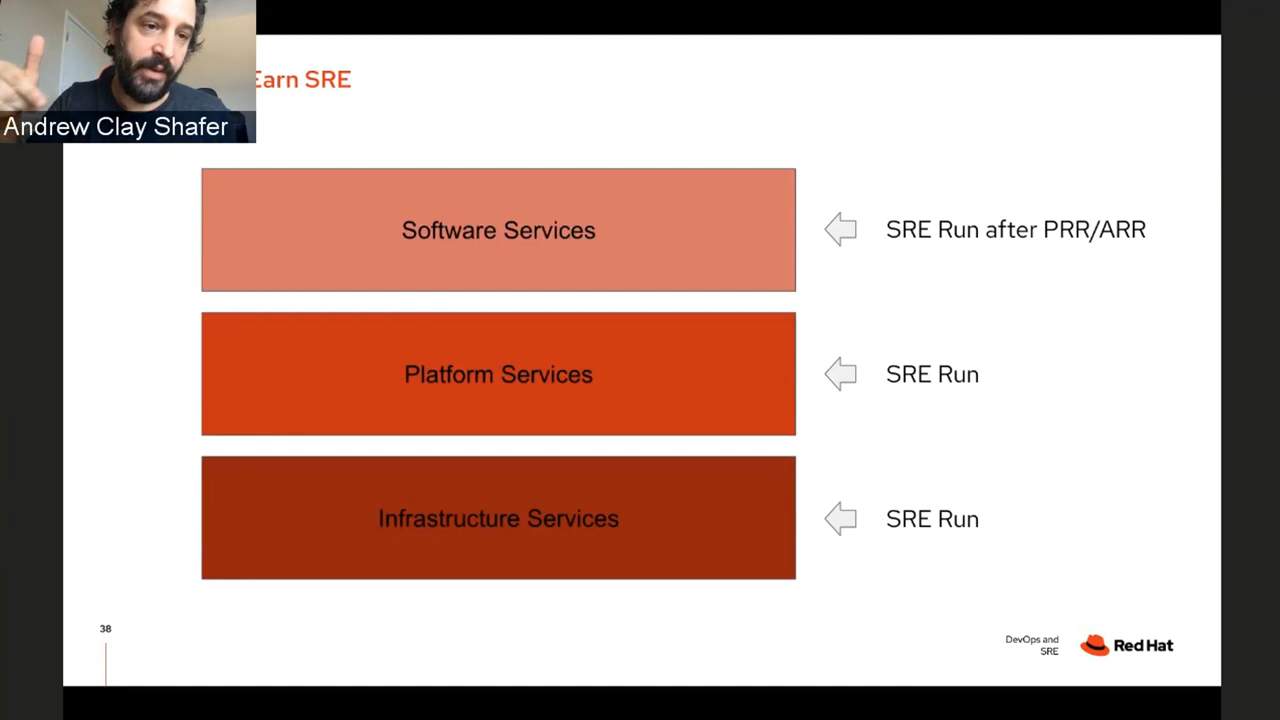 Earn SRE
Andrew Clay Shafer
Software Services
SRE Run after PRR/ARR
Platform Services
SRE Run
Infrastructure Services
SRE Run
38
DevOps and
SRE
Red Hat